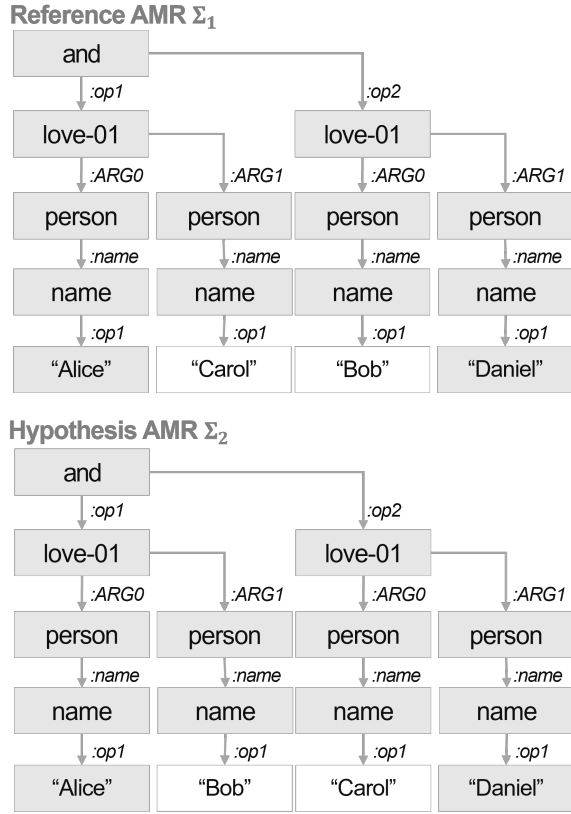 Reference AMR Σ₁
and
:op1 :op2
love-01 love-01
:ARG0 :ARG1 :ARG0 :ARG1
person person person person
:name :name :name :name
name name name name
:op1 :op1 :op1 :op1
“Alice” “Carol” “Bob” “Daniel”
Hypothesis AMR Σ₂
and
:op1 :op2
love-01 love-01
:ARG0 :ARG1 :ARG0 :ARG1
person person person person
:name :name :name :name
name name name name
:op1 :op1 :op1 :op1
“Alice” “Bob” “Carol” “Daniel”